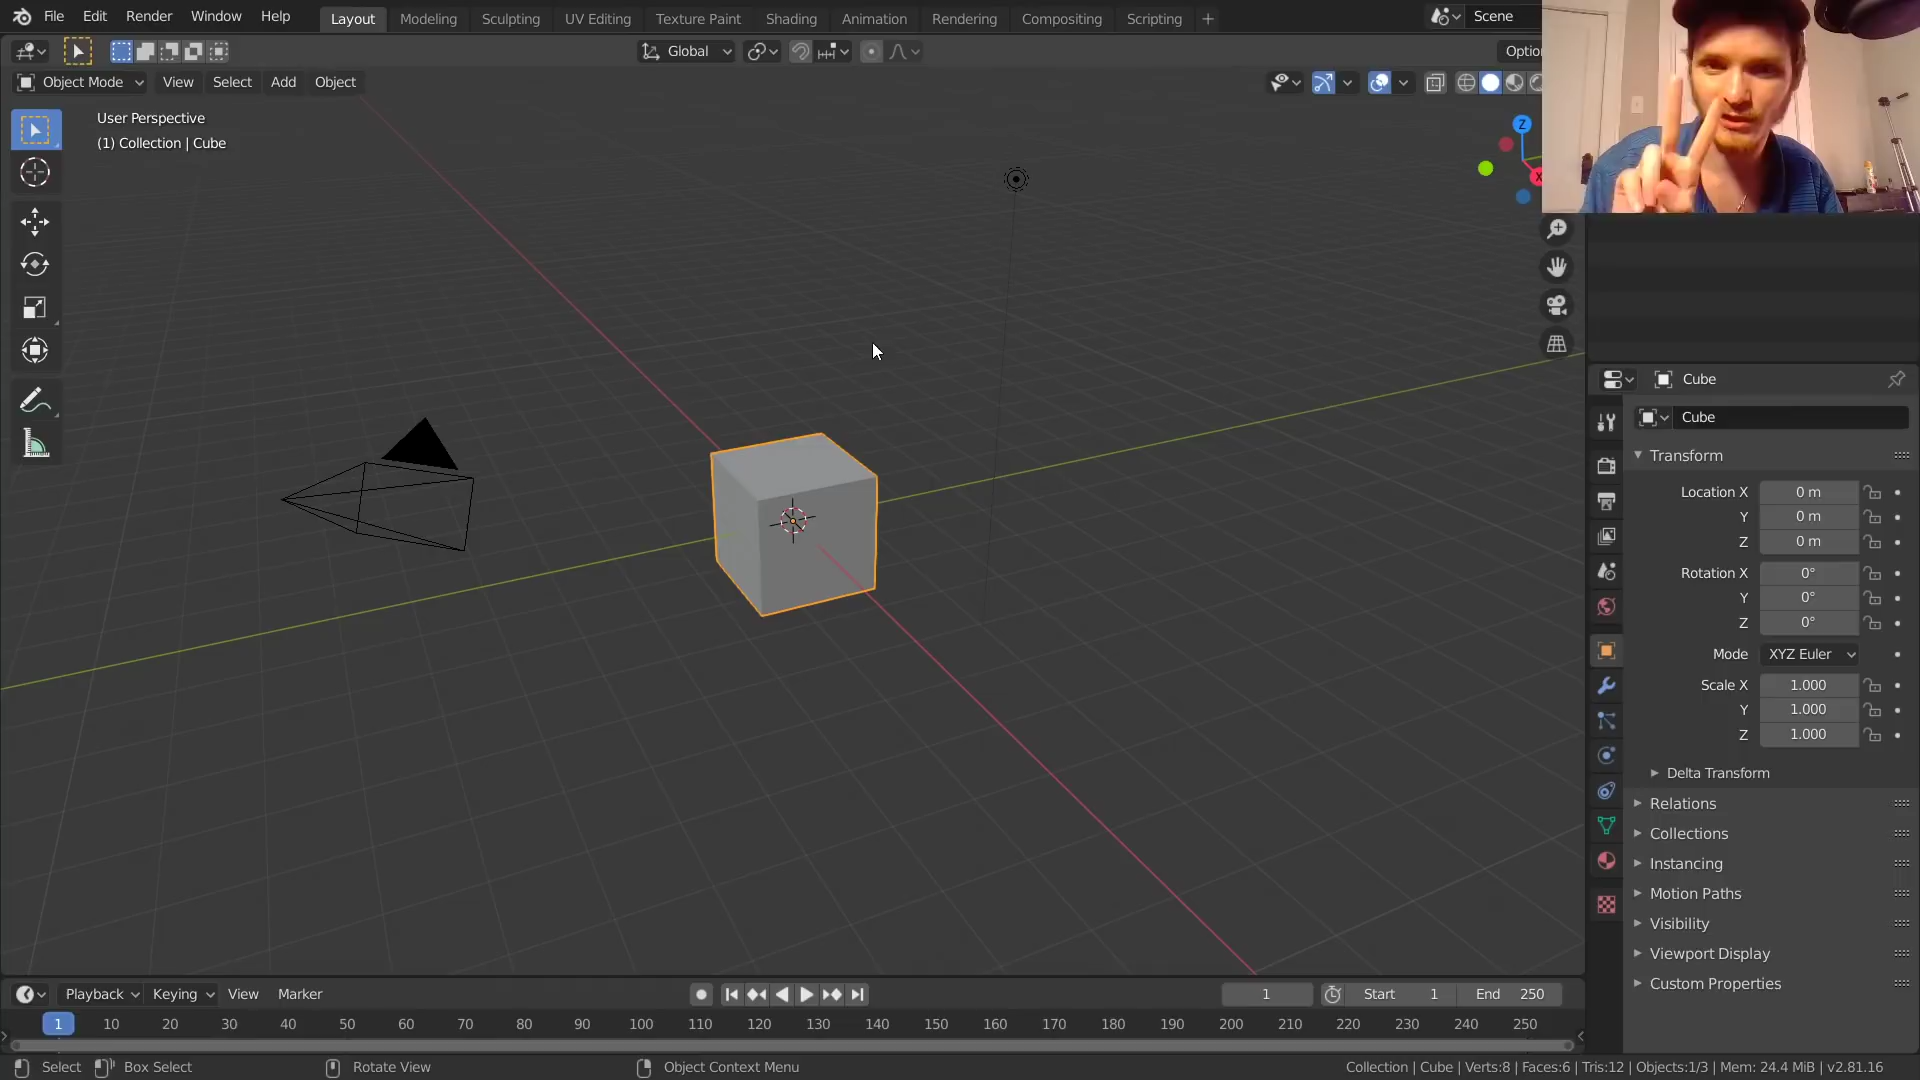 File Edit Render Window Help Layout Modeling Sculpting UV Editing Texture Paint Shading Animation Rendering Compositing Scripting + Scene
Global
Object Mode View Select Add Object
User Perspective
(1) Collection | Cube
Z
X
Cube
Cube
Transform
Location X 0 m
Y 0 m
Z 0 m
Rotation X 0°
Y 0°
Z 0°
Mode XYZ Euler
Scale X 1.000
Y 1.000
Z 1.000
Delta Transform
Relations
Collections
Instancing
Motion Paths
Visibility
Viewport Display
Custom Properties
Playback Keying View Marker 1 Start 1 End 250
1 10 20 30 40 50 60 70 80 90 100 110 120 130 140 150 160 170 180 190 200 210 220 230 240 250
Select Box Select Rotate View Object Context Menu Collection | Cube | Verts:8 | Faces:6 | Tris:12 | Objects:1/3 | Mem: 24.4 MiB | v2.81.16